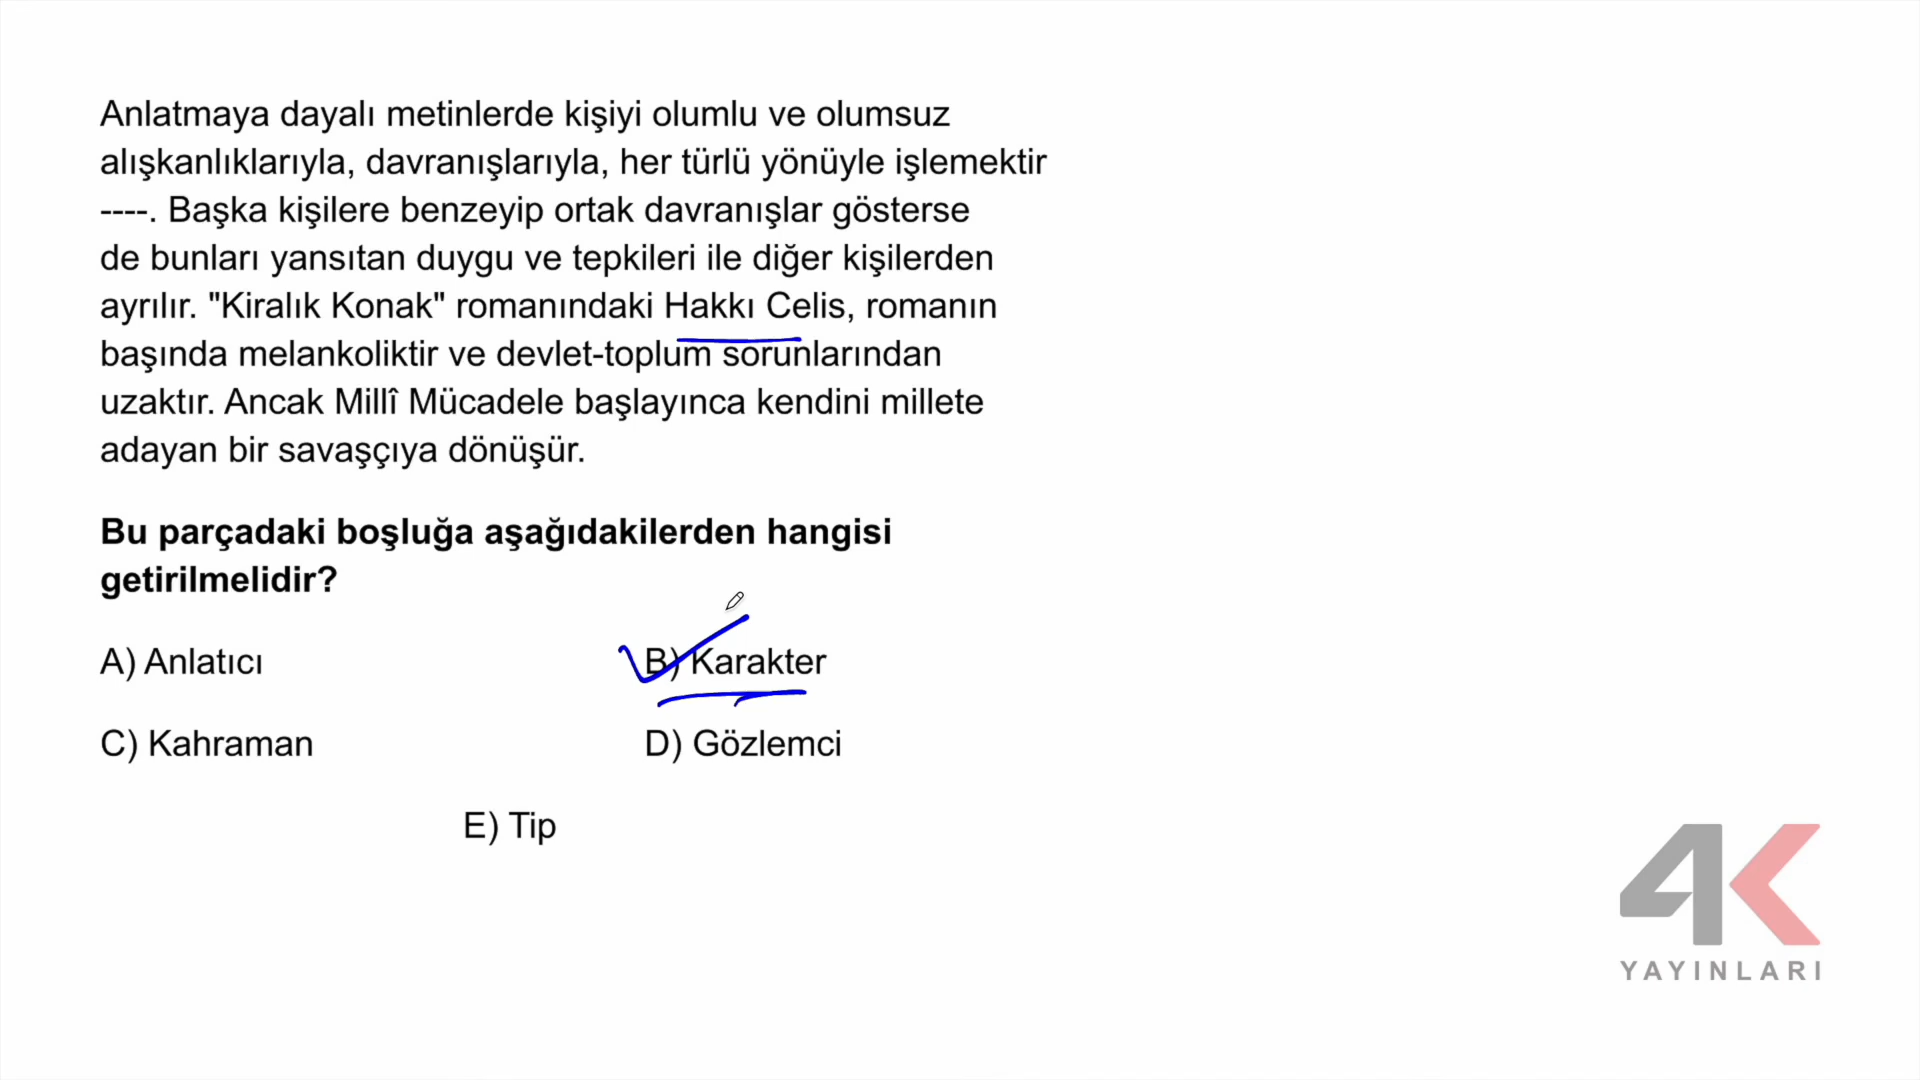 Anlatmaya dayalı metinlerde kişiyi olumlu ve olumsuz
alışkanlıklarıyla, davranışlarıyla, her türlü yönüyle işlemektir
----. Başka kişilere benzeyip ortak davranışlar gösterse
de bunları yansıtan duygu ve tepkileri ile diğer kişilerden
ayrılır. "Kiralık Konak" romanındaki Hakkı Celis, romanın
başında melankoliktir ve devlet-toplum sorunlarından
uzaktır. Ancak Millî Mücadele başlayınca kendini millete
adayan bir savaşçıya dönüşür.
Bu parçadaki boşluğa aşağıdakilerden hangisi
getirilmelidir?
A) Anlatıcı
B) Karakter
C) Kahraman
D) Gözlemci
E) Tip
4K
YAYINLARI